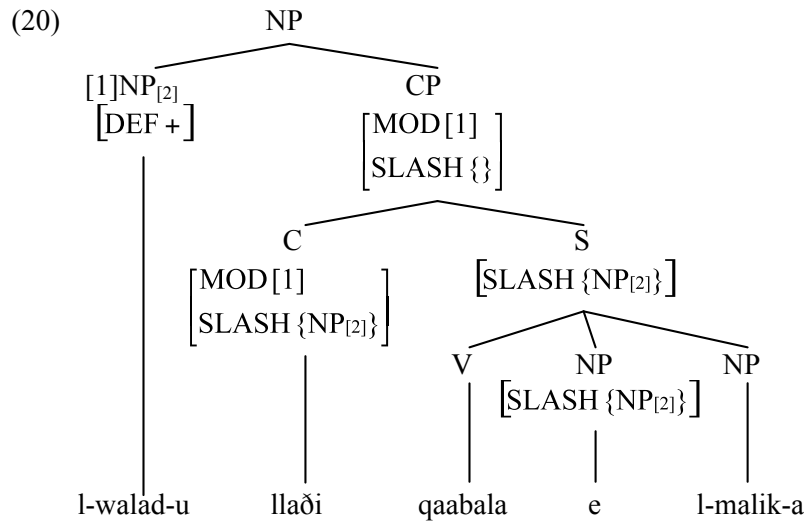 (20) NP
[1]NP[2] CP
[DEF +] [MOD [1]
SLASH {}]
C S
[MOD [1] [SLASH {NP[2]}]
SLASH {NP[2]}]
V NP NP
[SLASH {NP[2]}]
l-walad-u llaði qaabala e l-malik-a